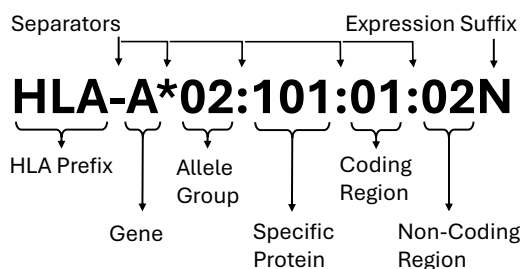 Separators
Expression Suffix
HLA-A*02:101:01:02N
HLA Prefix
Allele
Group
Coding
Region
Gene
Specific
Protein
Non-Coding
Region